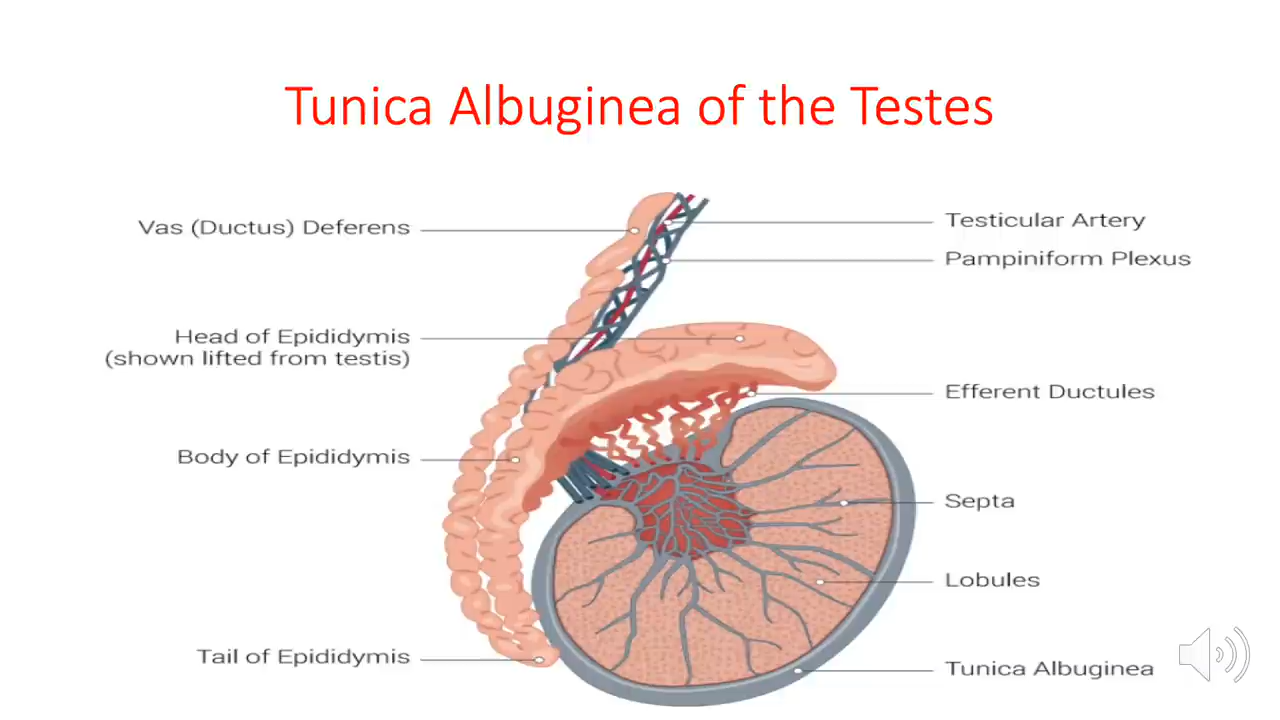 Tunica Albuginea of the Testes
Vas (Ductus) Deferens
Testicular Artery
Pampiniform Plexus
Head of Epididymis
(shown lifted from testis)
Efferent Ductules
Body of Epididymis
Septa
Lobules
Tail of Epididymis
Tunica Albuginea